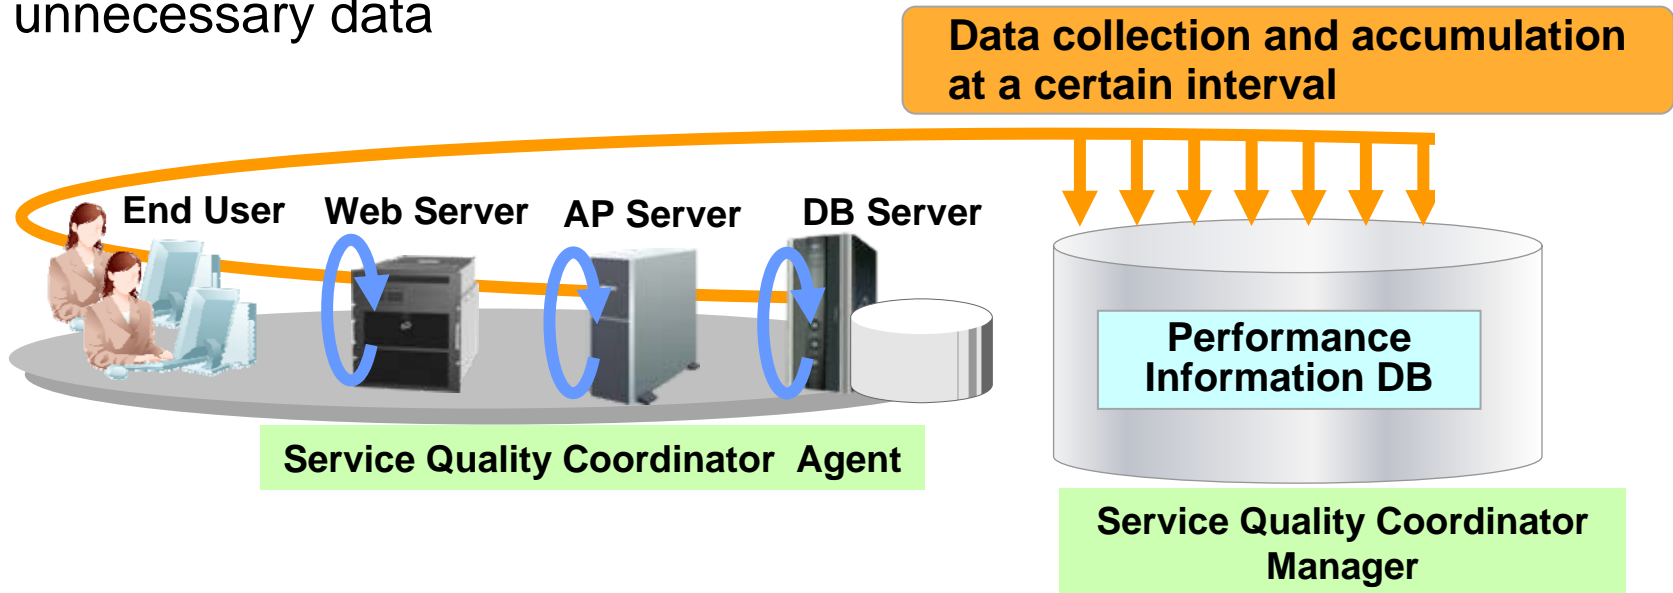 unnecessary data
Data collection and accumulation
at a certain interval
End User
Web Server
AP Server
DB Server
Performance
Information DB
Service Quality Coordinator Agent
Service Quality Coordinator
Manager